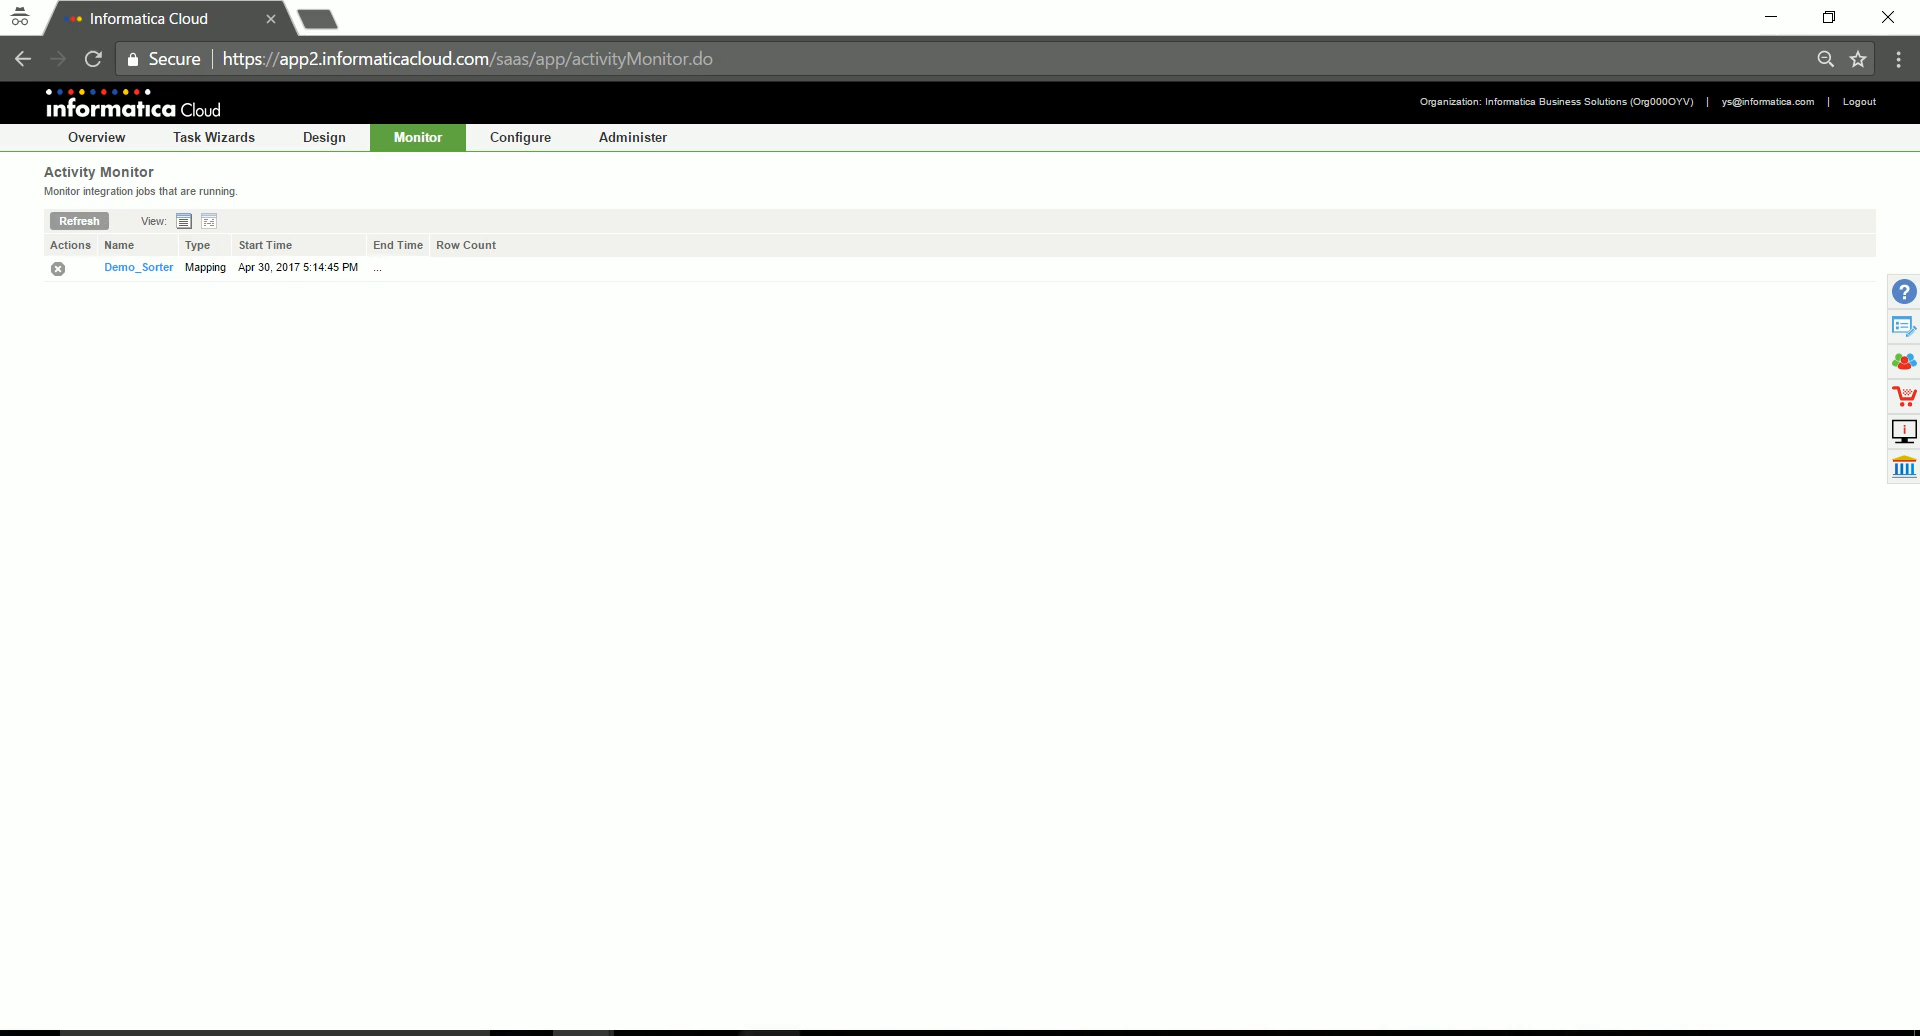 Informatica Cloud
Secure https://app2.informaticacloud.com/saas/app/activityMonitor.do
informatica Cloud
Organization: Informatica Business Solutions (Org000OYV) | ys@informatica.com | Logout
Overview Task Wizards Design Monitor Configure Administer
Activity Monitor
Monitor integration jobs that are running.
Refresh View:
Actions Name Type Start Time End Time Row Count
Demo_Sorter Mapping Apr 30, 2017 5:14:45 PM ...
?
i